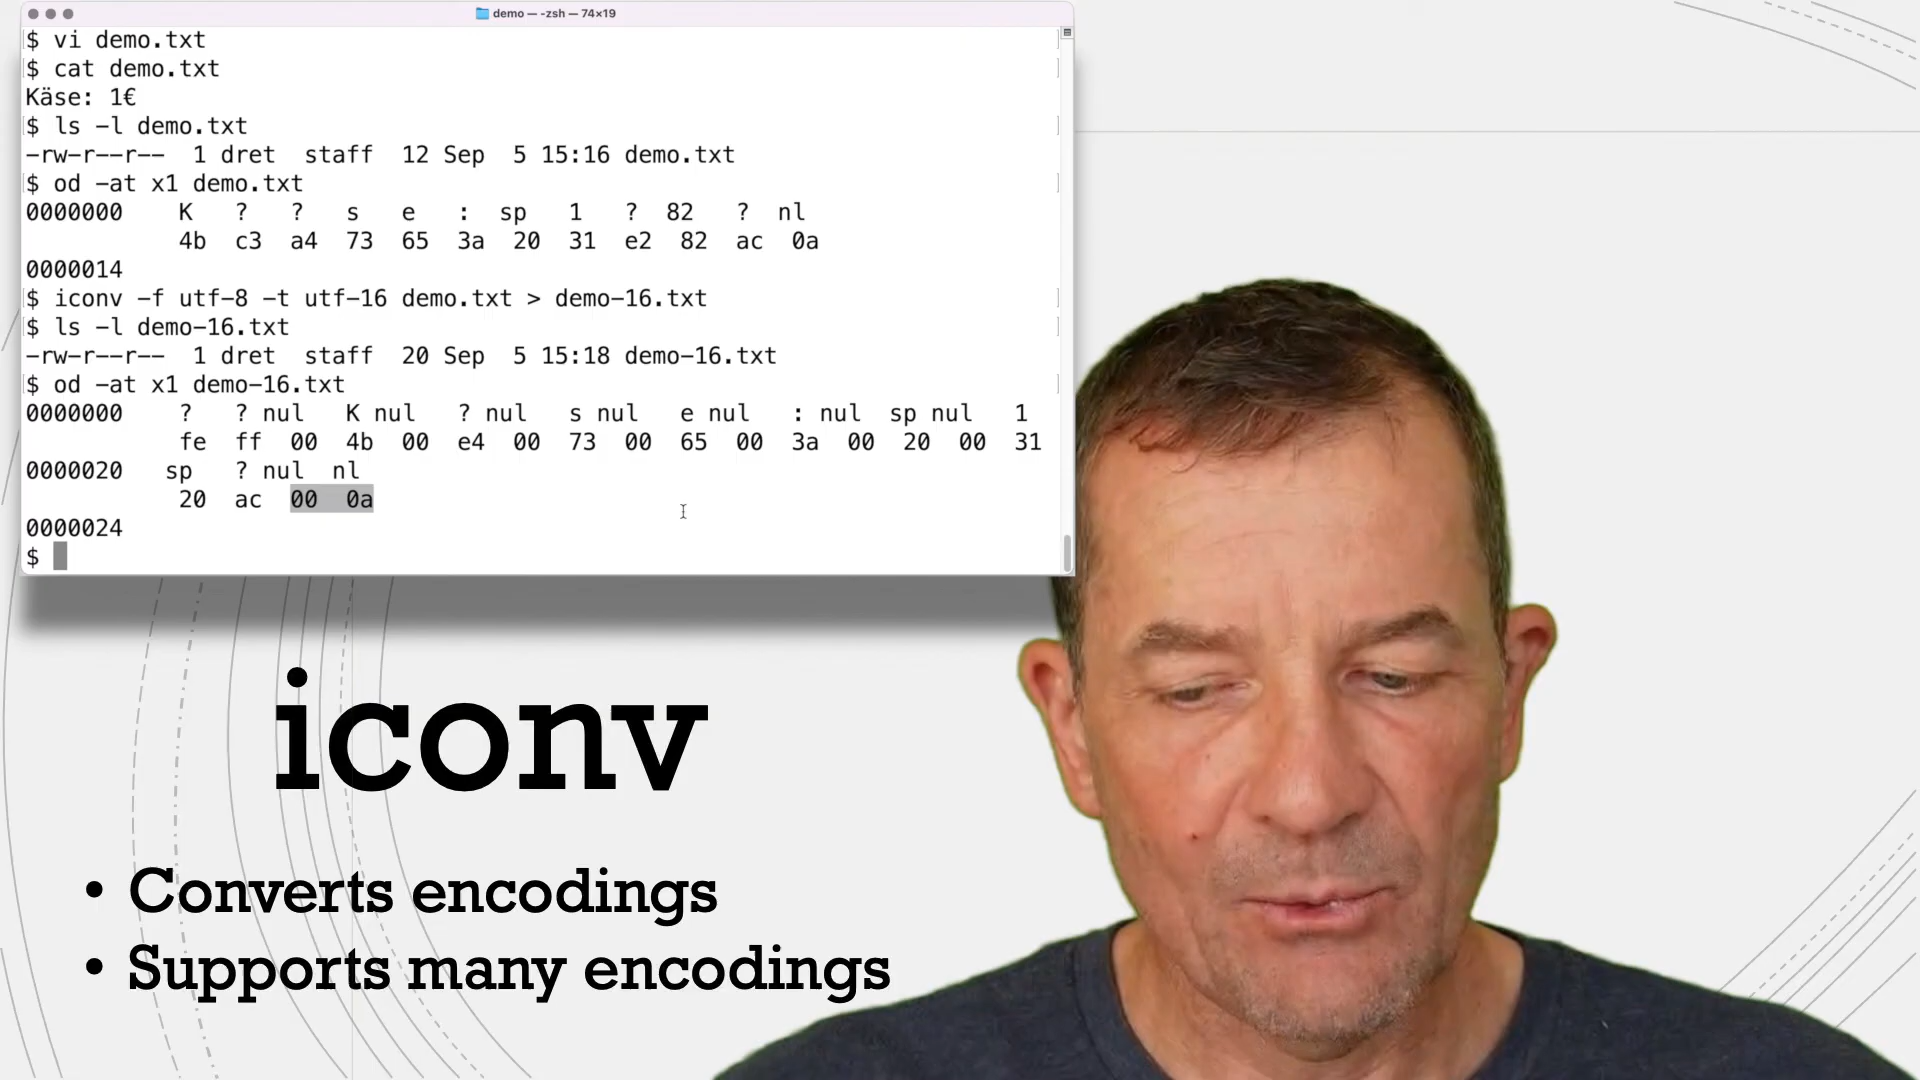 demo — -zsh — 74×19
$ vi demo.txt
$ cat demo.txt
Käse: 1€
$ ls -l demo.txt
-rw-r--r--  1 dret  staff  12 Sep  5 15:16 demo.txt
$ od -at x1 demo.txt
0000000    K   ?   ?   s   e   :  sp   1   ?  82   ?  nl
           4b  c3  a4  73  65  3a  20  31  e2  82  ac  0a
0000014
$ iconv -f utf-8 -t utf-16 demo.txt > demo-16.txt
$ ls -l demo-16.txt
-rw-r--r--  1 dret  staff  20 Sep  5 15:18 demo-16.txt
$ od -at x1 demo-16.txt
0000000    ?   ? nul   K nul   ? nul   s nul   e nul   : nul  sp nul   1
           fe  ff  00  4b  00  e4  00  73  00  65  00  3a  00  20  00  31
0000020   sp   ? nul  nl
           20  ac  00  0a
0000024
$
iconv
• Converts encodings
• Supports many encodings